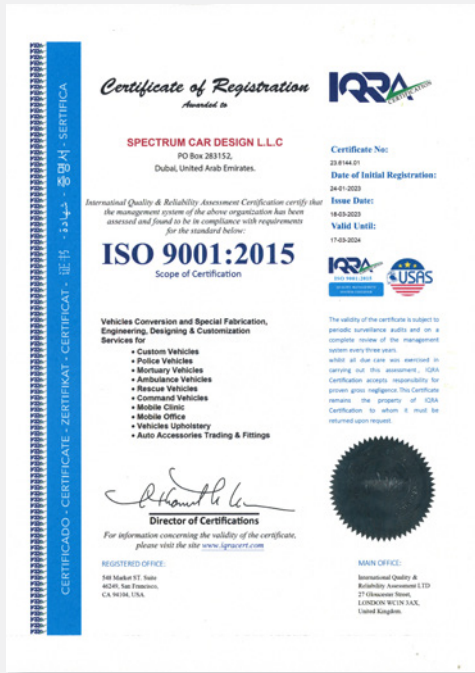 Certificate of Registration
Awarded to
IQRA
CERTIFICATION
SPECTRUM CAR DESIGN L.L.C
PO Box 283152,
Dubai, United Arab Emirates.
Internatinal Quality & Reliability Assessment Certification certify that
the management system of the above organization has been
assessed and found to be in compliance with requirements
for the standard below:
ISO 9001:2015
Scope of Certification
Vehicles Conversion and Special Fabrication,
Engineering, Designing & Customization
Services for
• Custom Vehicles
• Police Vehicles
• Mortuary Vehicles
• Ambulance Vehicles
• Rescue Vehicles
• Command Vehicles
• Mobile Clinic
• Mobile Office
• Vehicles Upholstery
• Auto Accessories Trading & Fittings
Director of Certifications
For information concerning the validity of the certificate,
please visit the site www.iqracert.com
REGISTERED OFFICE:
548 Market ST. Suite
46249, San Francisco,
CA 94104, USA.
Certificate No:
23.6144.01
Date of Initial Registration:
24-01-2023
Issue Date:
18-03-2023
Valid Until:
17-03-2024
IQRA
ISO 9001:2015
USAS
The validity of the certificate is subject to
periodic surveillance audits and on a
complete review of the management
system every three years.
whilst all due care was exercised in
carrying out this assessment, IQRA
Certification accepts responsibility for
proven gross negligence. This Certificate
remains the property of IQRA
Certification to whom it must be
returned upon request.
MAIN OFFICE:
International Quality &
Reliability Assessment LTD
27 Gloucester Street,
LONDON WC1N 3AX,
United Kingdom.
CERTIFICADO - CERTIFICATE - ZERTIFIKAT - CERTIFICAT - 证书 - شهادة - 증명서 - SERTIFICA